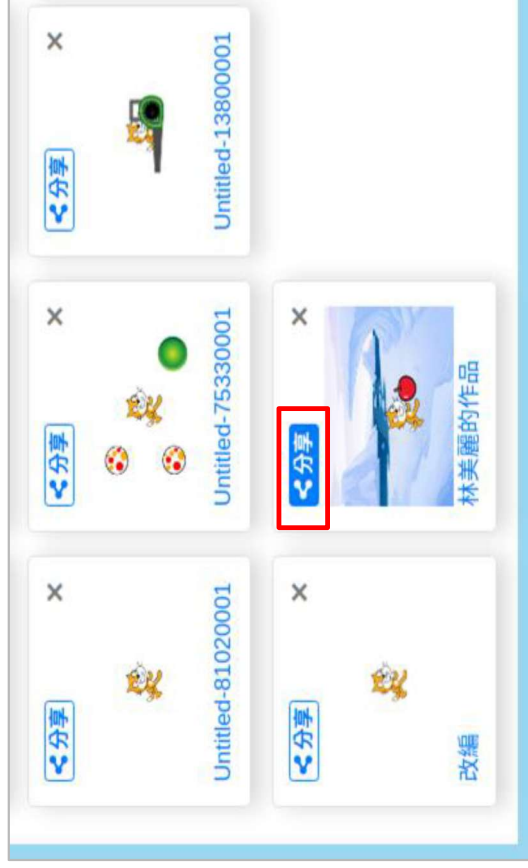 分享
×
Untitled-81020001
分享
×
Untitled-75330001
分享
×
Untitled-13800001
分享
×
改編
分享
×
林美麗的作品